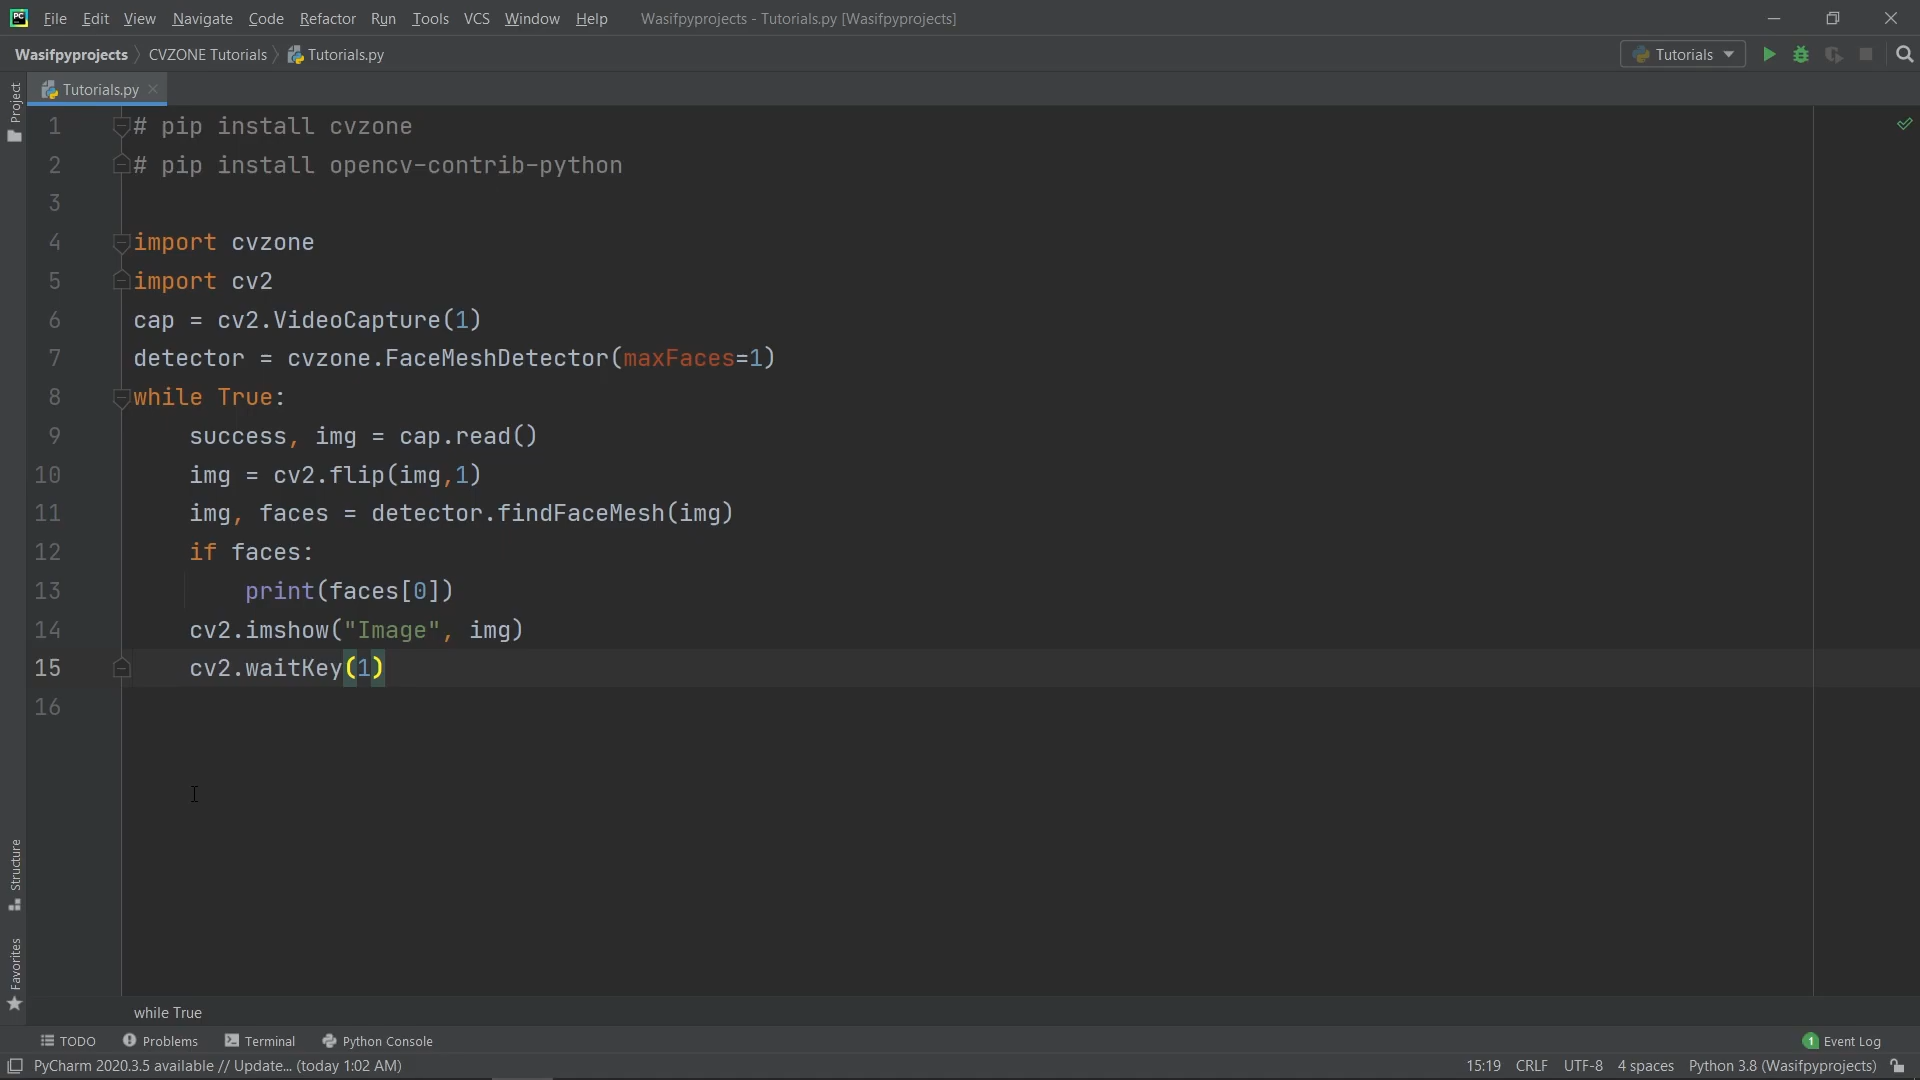 File Edit View Navigate Code Refactor Run Tools VCS Window Help Wasifpyprojects - Tutorials.py [Wasifpyprojects]
Wasifpyprojects CVZONE Tutorials Tutorials.py Tutorials
Project
Tutorials.py
1 # pip install cvzone
2 # pip install opencv-contrib-python
3
4 import cvzone
5 import cv2
6 cap = cv2.VideoCapture(1)
7 detector = cvzone.FaceMeshDetector(maxFaces=1)
8 while True:
9 success, img = cap.read()
10 img = cv2.flip(img,1)
11 img, faces = detector.findFaceMesh(img)
12 if faces:
13 print(faces[0])
14 cv2.imshow("Image", img)
15 cv2.waitKey(1)
16
Structure
Favorites
while True
TODO Problems Terminal Python Console 1 Event Log
PyCharm 2020.3.5 available // Update... (today 1:02 AM) 15:19 CRLF UTF-8 4 spaces Python 3.8 (Wasifpyprojects)